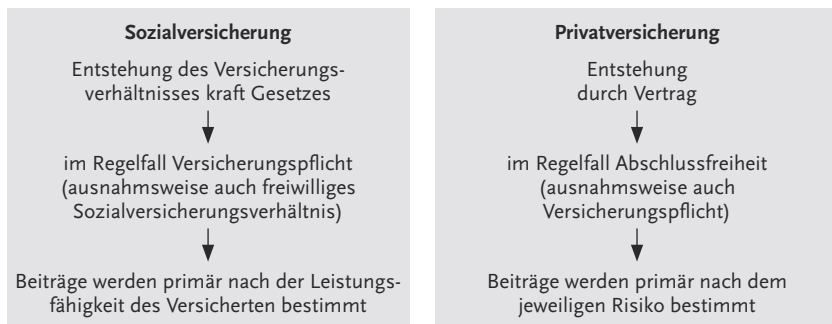 Sozialversicherung
Entstehung des Versicherungs-
verhältnisses kraft Gesetzes
im Regelfall Versicherungspflicht
(ausnahmsweise auch freiwilliges
Sozialversicherungsverhältnis)
Beiträge werden primär nach der Leistungs-
fähigkeit des Versicherten bestimmt
Privatversicherung
Entstehung
durch Vertrag
im Regelfall Abschlussfreiheit
(ausnahmsweise auch
Versicherungspflicht)
Beiträge werden primär nach dem
jeweiligen Risiko bestimmt